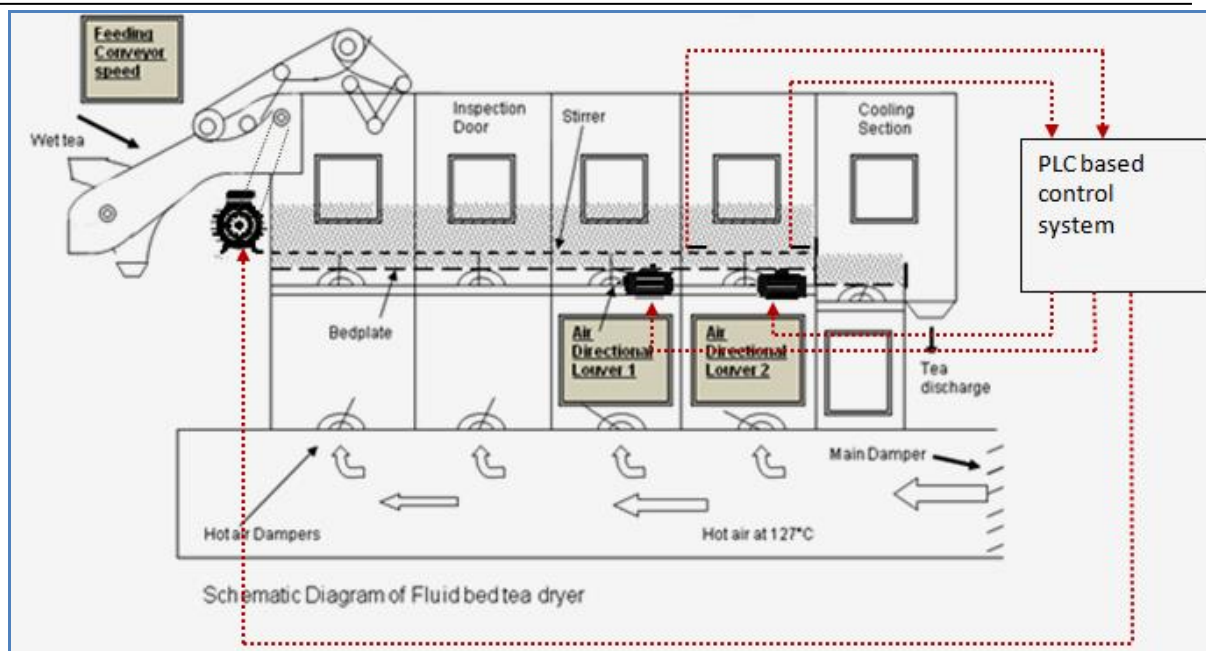 Feeding
Conveyor
speed
Wet tea
Inspection
Door
Stirrer
Cooling
Section
PLC based
control
system
Bedplate
Air
Directional
Louver 1
Air
Directional
Louver 2
Tea
discharge
Main Damper
Hot air Dampers
Hot air at 127°C
Schematic Diagram of Fluid bed tea dryer